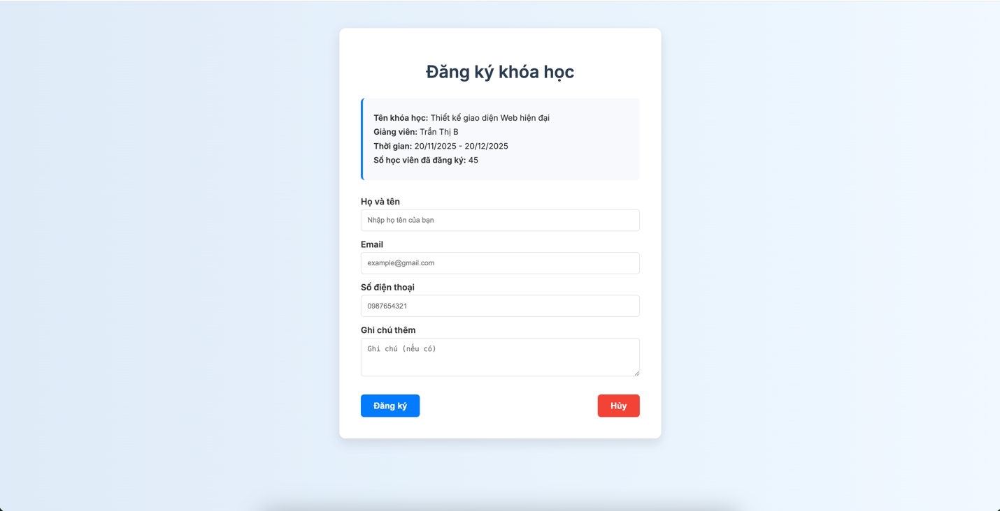 Đăng ký khóa học
Tên khóa học: Thiết kế giao diện Web hiện đại
Giảng viên: Trần Thị B
Thời gian: 20/11/2025 - 20/12/2025
Số học viên đã đăng ký: 45
Họ và tên
Nhập họ tên của bạn
Email
example@gmail.com
Số điện thoại
0987654321
Ghi chú thêm
Ghi chú (nếu có)
Đăng ký
Hủy